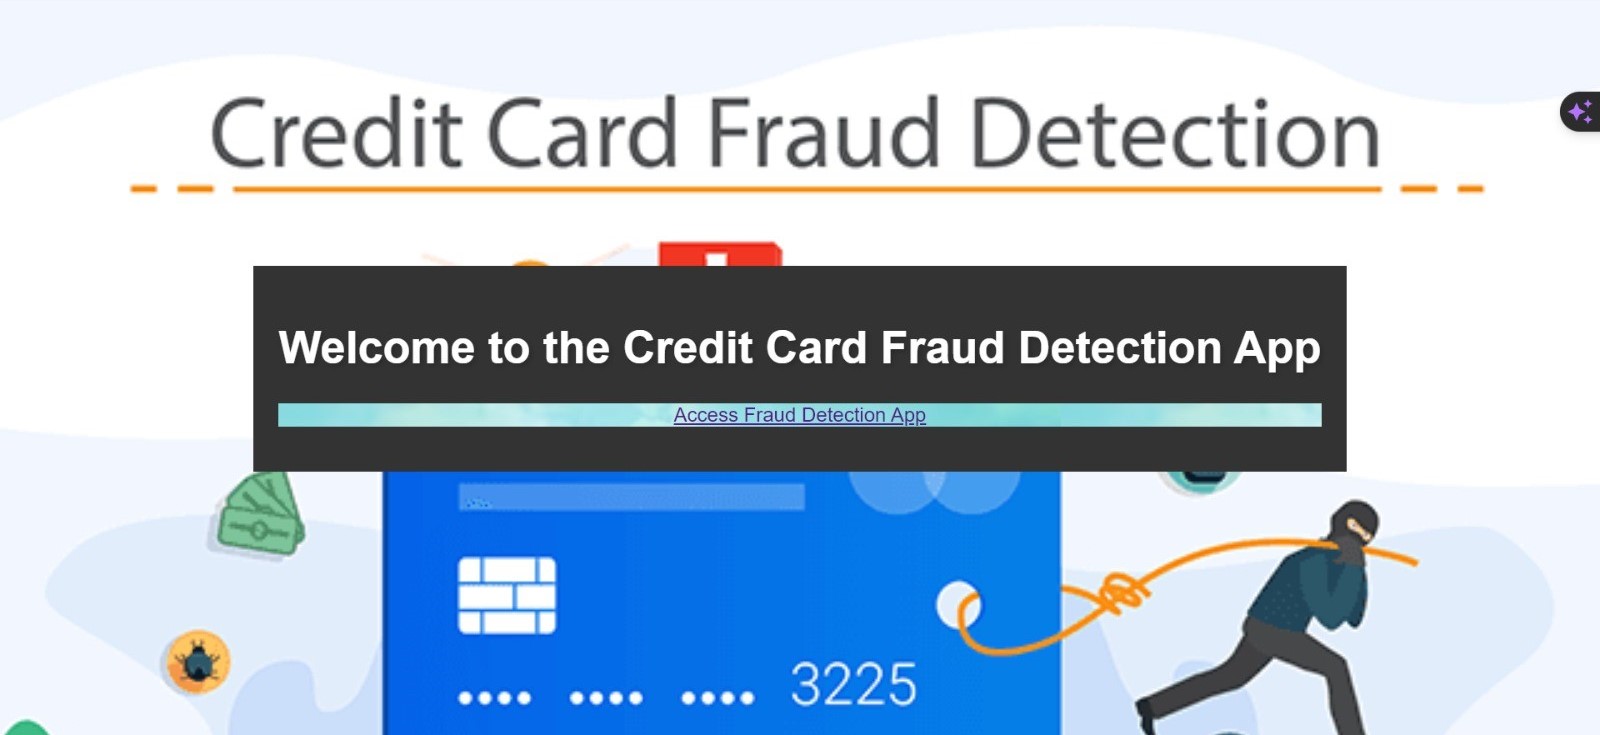 Credit Card Fraud Detection
Welcome to the Credit Card Fraud Detection App
Access Fraud Detection App
•••• •••• •••• 3225